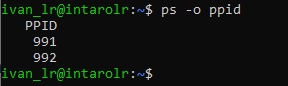 ivan_lr@intarolr:~$ ps -o ppid
PPID
991
992
ivan_lr@intarolr:~$